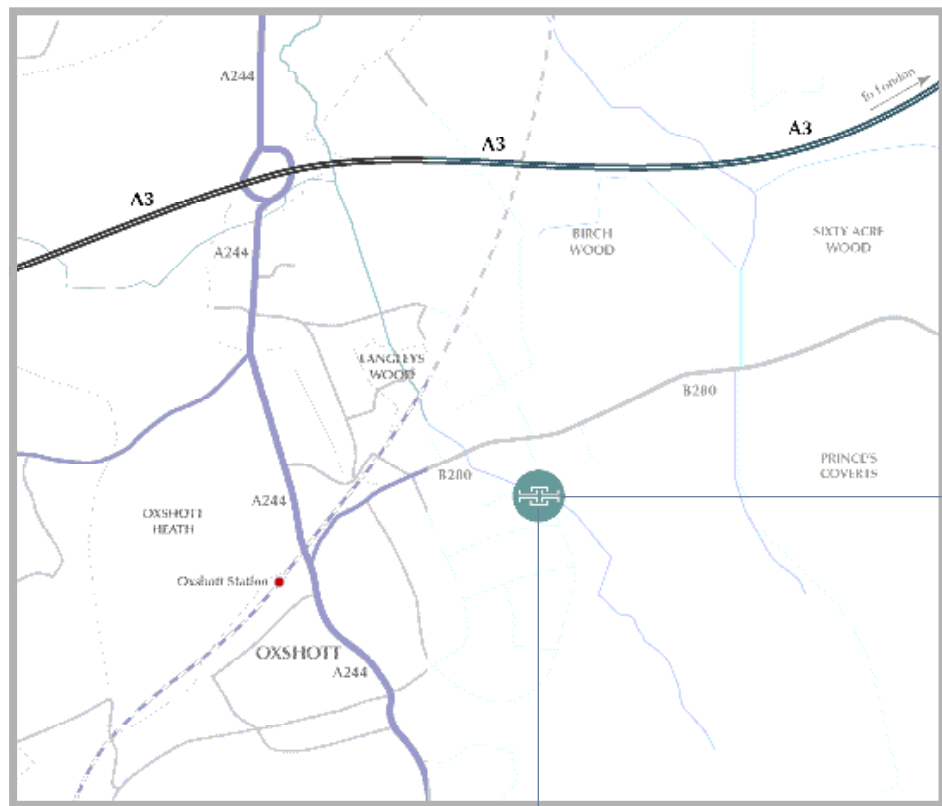 A244
To London
A3
A3
A3
A244
BIRCH
WOOD
SIXTY ACRE
WOOD
LANGLEYS
WOOD
B280
B280
PRINCE'S
COVERTS
A244
OXSHOTT
HEATH
Oxshott Station
OXSHOTT
A244